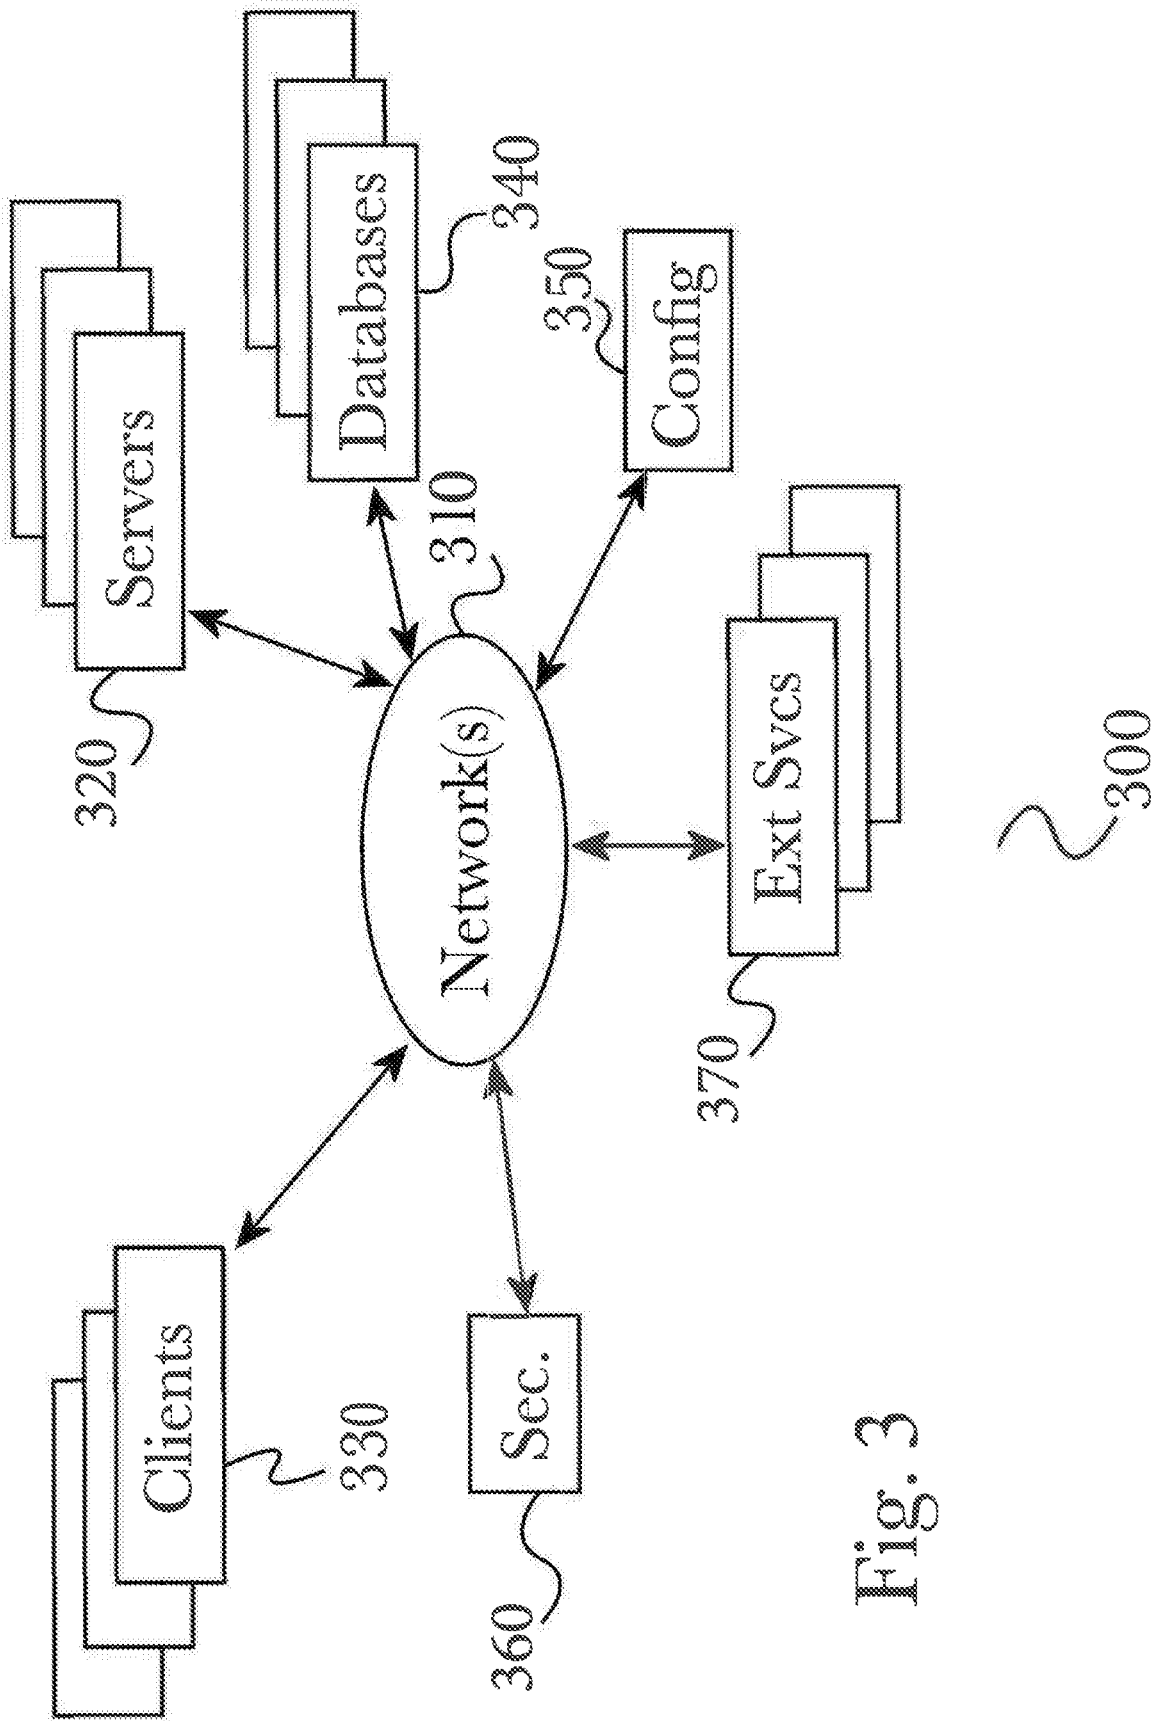 320
Servers
Databases
340
Clients
330
Network(s)
310
350
Config
360
Sec.
370
Ext Svcs
Fig. 3
300